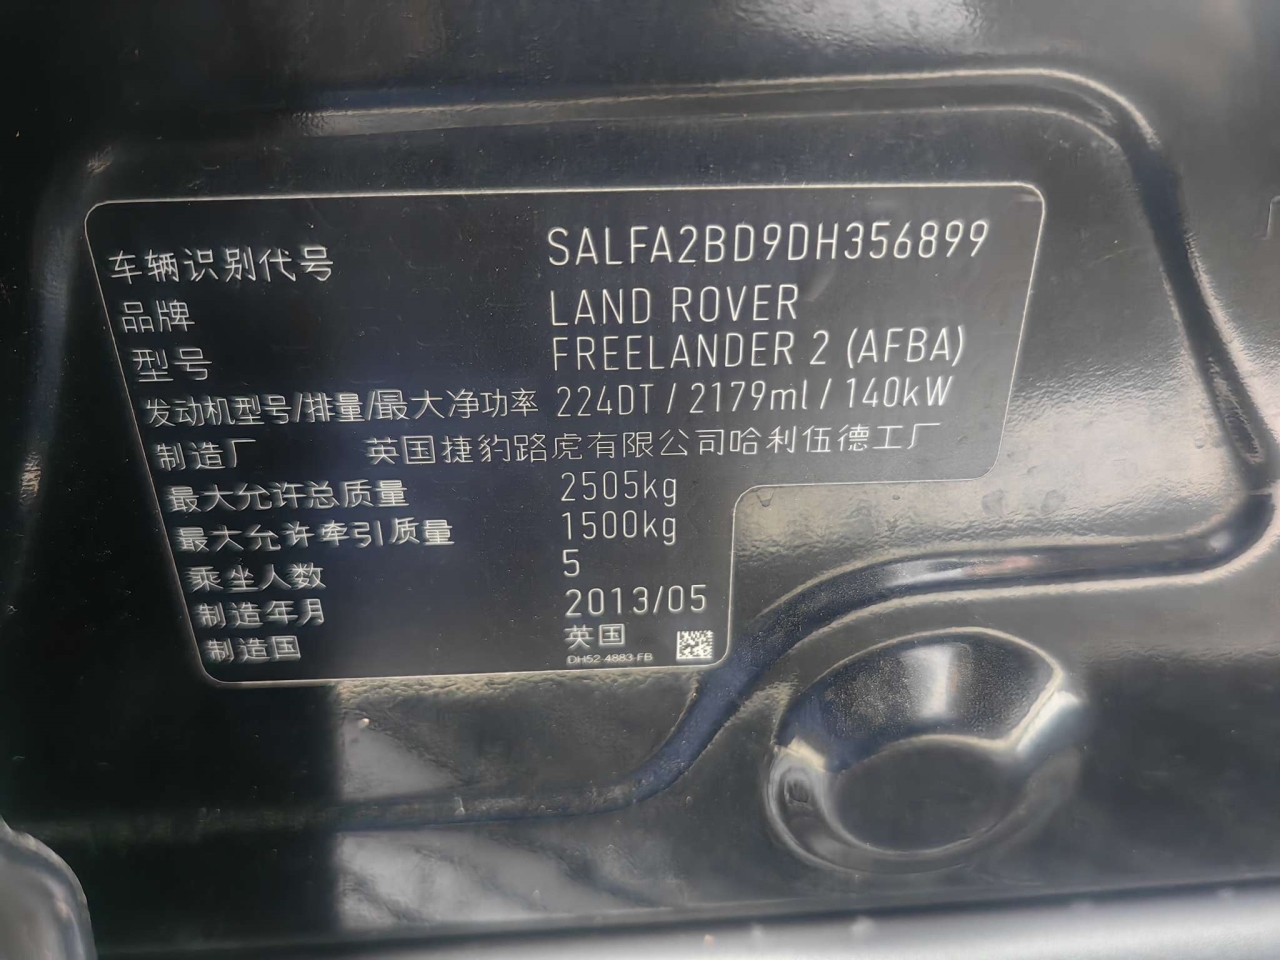 车辆识别代号 SALFA2BD9DH356899
品牌 LAND ROVER
型号 FREELANDER 2 (AFBA)
发动机型号/排量/最大净功率 224DT / 2179ml / 140kW
制造厂 英国捷豹路虎有限公司哈利伍德工厂
最大允许总质量 2505kg
最大允许牵引质量 1500kg
乘坐人数 5
制造年月 2013/05
制造国 英国
DH52-4883-FB